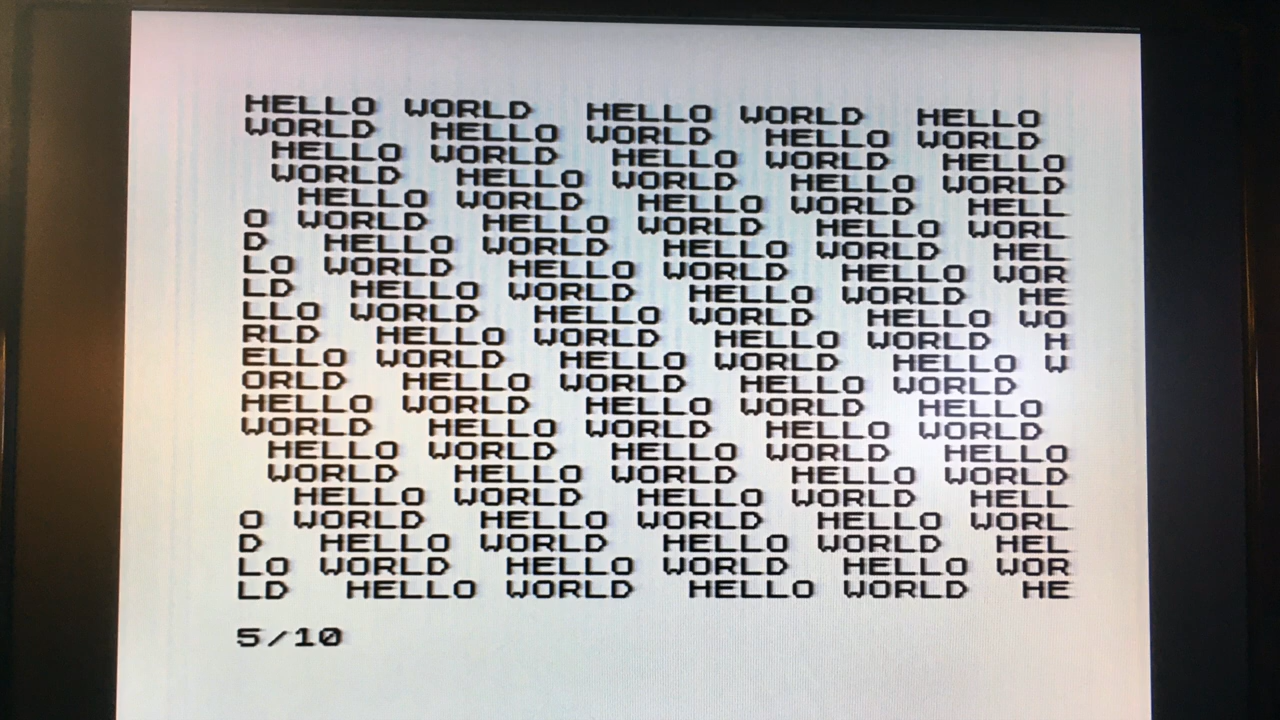 HELLO WORLD  HELLO WORLD  HELLO
WORLD  HELLO WORLD  HELLO WORLD
 HELLO WORLD  HELLO WORLD  HELLO
 WORLD  HELLO WORLD  HELLO WORLD
  HELLO WORLD  HELLO WORLD  HELL
O WORLD  HELLO WORLD  HELLO WORL
D  HELLO WORLD  HELLO WORLD  HEL
LO WORLD  HELLO WORLD  HELLO WOR
LD  HELLO WORLD  HELLO WORLD  HE
LLO WORLD  HELLO WORLD  HELLO WO
RLD  HELLO WORLD  HELLO WORLD  H
ELLO WORLD  HELLO WORLD  HELLO W
ORLD  HELLO WORLD  HELLO WORLD
HELLO WORLD  HELLO WORLD  HELLO
WORLD  HELLO WORLD  HELLO WORLD
 HELLO WORLD  HELLO WORLD  HELLO
 WORLD  HELLO WORLD  HELLO WORLD
  HELLO WORLD  HELLO WORLD  HELL
O WORLD  HELLO WORLD  HELLO WORL
D  HELLO WORLD  HELLO WORLD  HEL
LO WORLD  HELLO WORLD  HELLO WOR
LD  HELLO WORLD  HELLO WORLD  HE
5/10